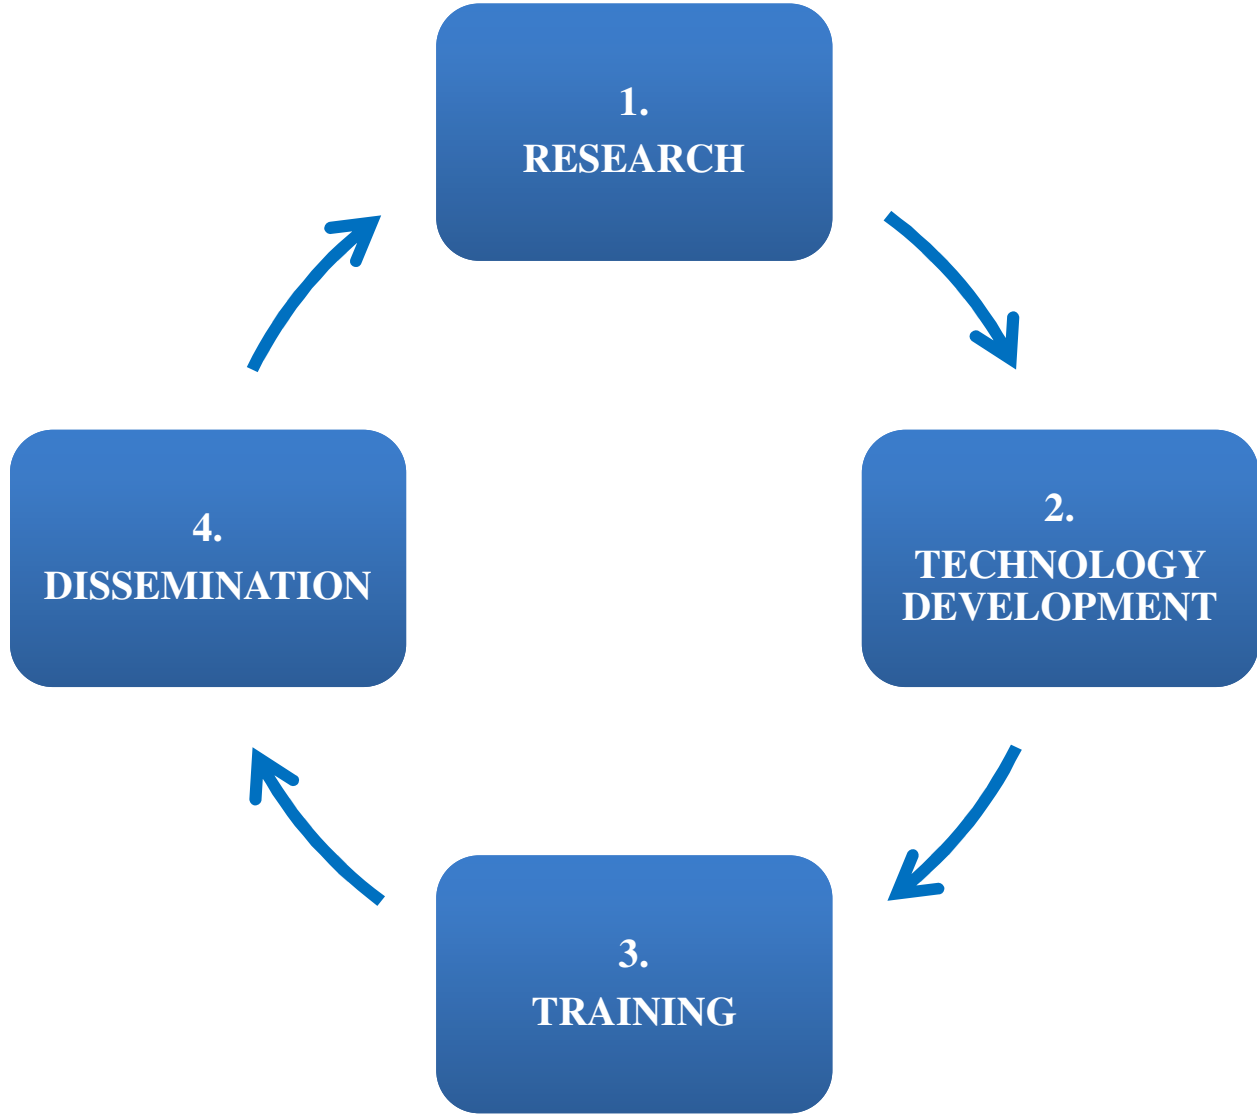 1.
RESEARCH
2.
TECHNOLOGY
DEVELOPMENT
3.
TRAINING
4.
DISSEMINATION